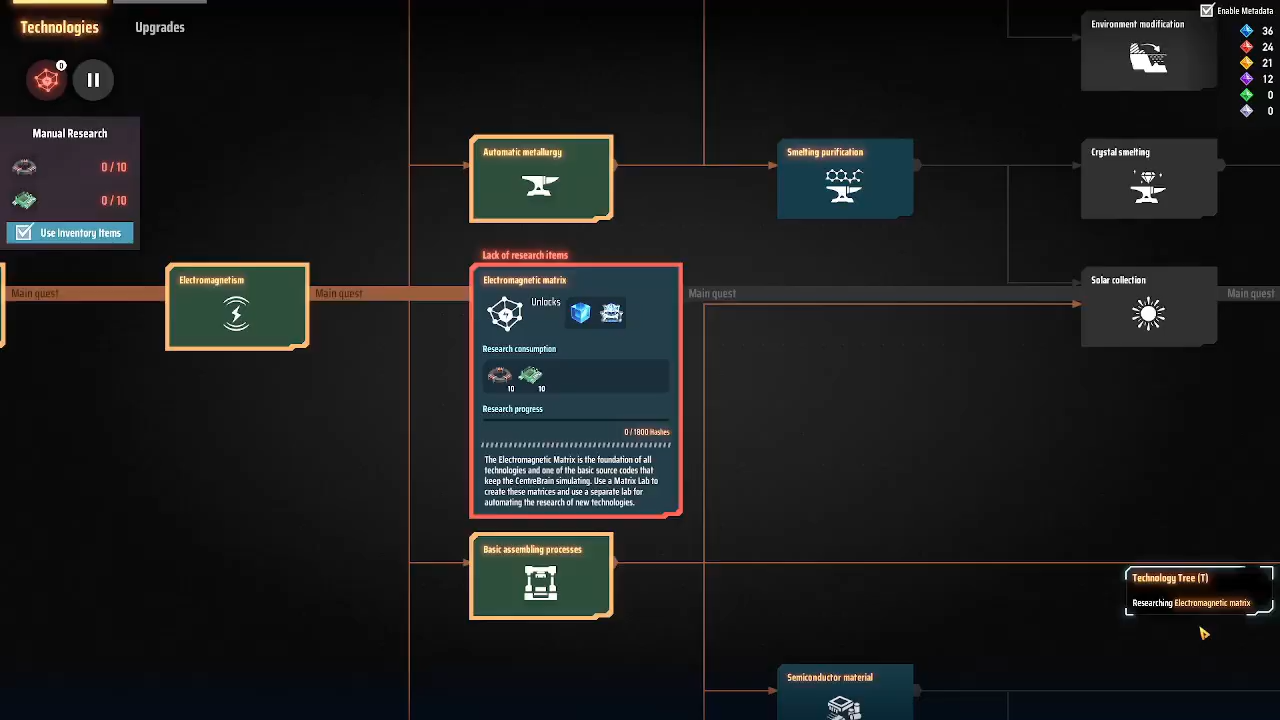 Technologies
Upgrades
0
Manual Research
0 / 10
0 / 10
Use Inventory Items
Main quest
Electromagnetism
Main quest
Automatic metallurgy
Lack of research items
Electromagnetic matrix
Unlocks
Research consumption
10
10
Research progress
0 / 1800 Hashes
The Electromagnetic Matrix is the foundation of all
technologies and one of the basic source codes that
keep the CentreBrain simulating. Use a Matrix Lab to
create these matrices and use a separate lab for
automating the research of new technologies.
Basic assembling processes
Main quest
Smelting purification
Semiconductor material
Environment modification
Crystal smelting
Solar collection
Main quest
Enable Metadata
36
24
21
12
0
0
Technology Tree (T)
Researching Electromagnetic matrix